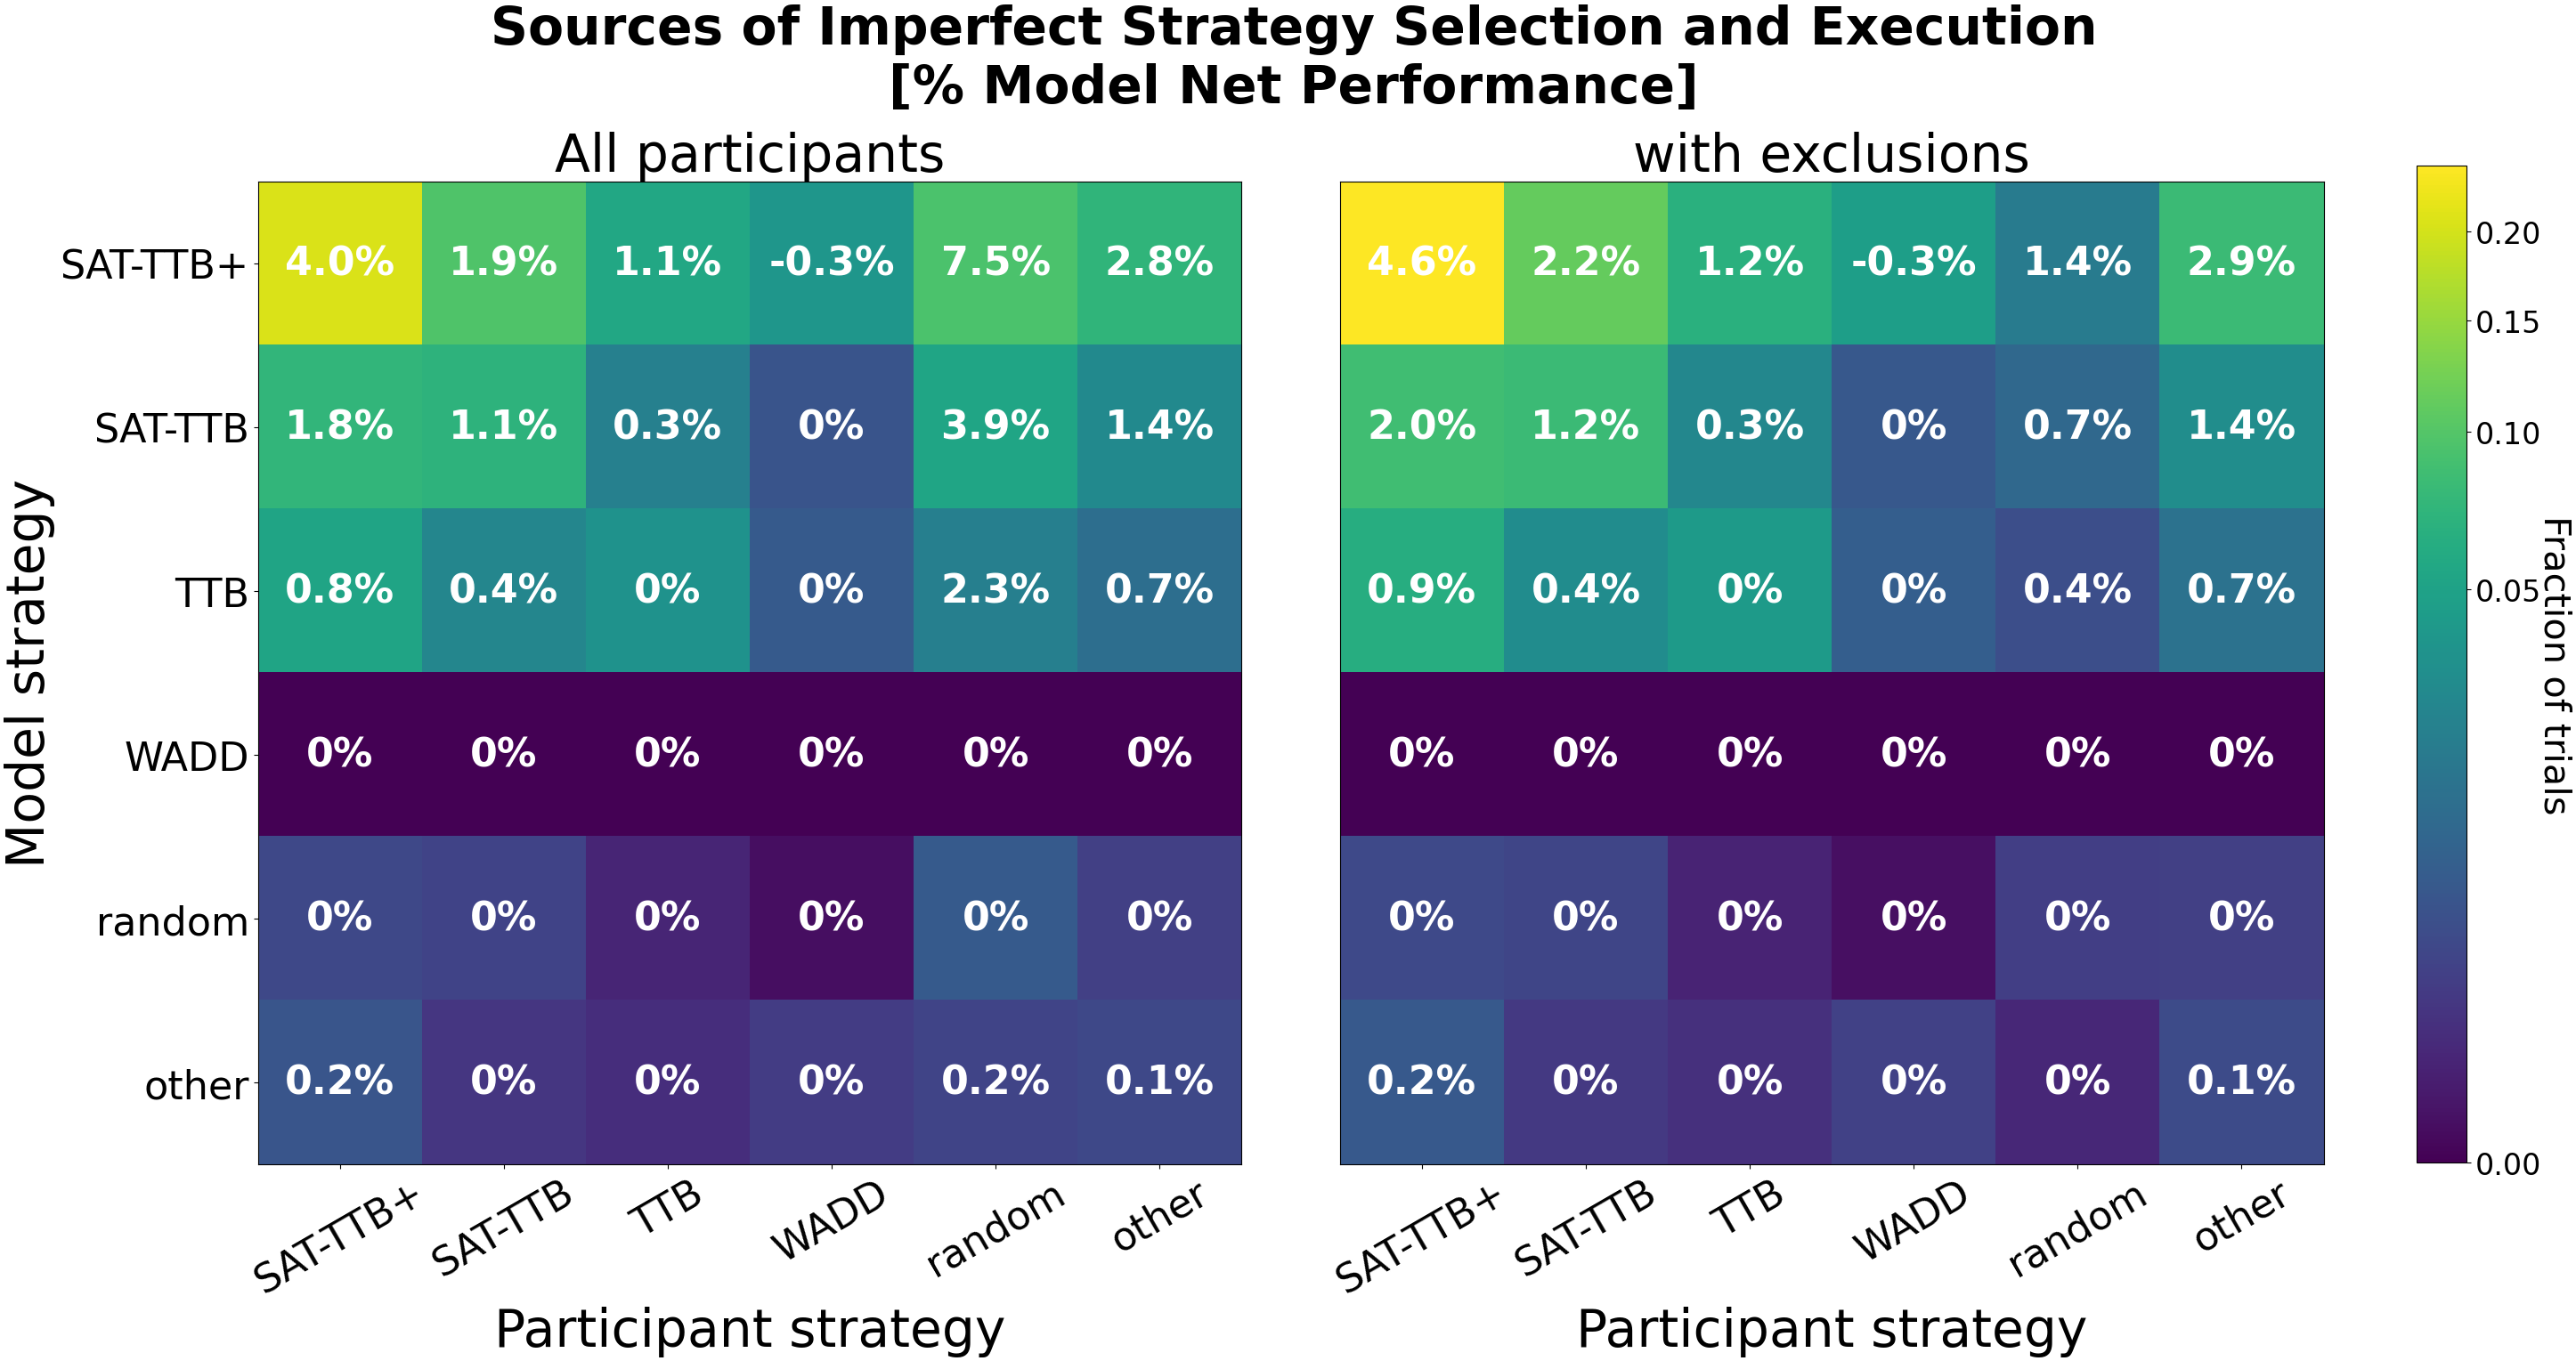 Sources of Imperfect Strategy Selection and Execution
[% Model Net Performance]
All participants
with exclusions
Model strategy
SAT-TTB+ 4.0% 1.9% 1.1% -0.3% 7.5% 2.8% 4.6% 2.2% 1.2% -0.3% 1.4% 2.9%
SAT-TTB 1.8% 1.1% 0.3% 0% 3.9% 1.4% 2.0% 1.2% 0.3% 0% 0.7% 1.4%
TTB 0.8% 0.4% 0% 0% 2.3% 0.7% 0.9% 0.4% 0% 0% 0.4% 0.7%
WADD 0% 0% 0% 0% 0% 0% 0% 0% 0% 0% 0% 0%
random 0% 0% 0% 0% 0% 0% 0% 0% 0% 0% 0% 0%
other 0.2% 0% 0% 0% 0.2% 0.1% 0.2% 0% 0% 0% 0% 0.1%
SAT-TTB+ SAT-TTB TTB WADD random other
SAT-TTB+ SAT-TTB TTB WADD random other
Participant strategy
Participant strategy
0.20
0.15
0.10
0.05
0.00
Fraction of trials